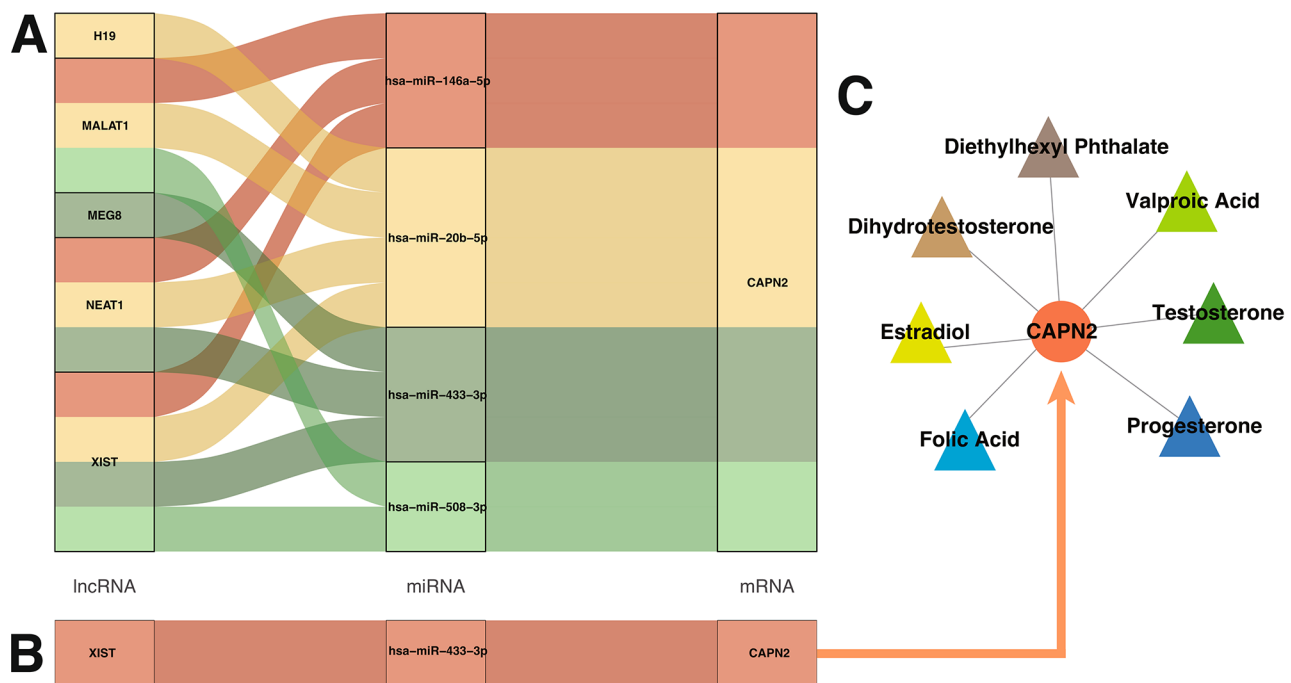 A
H19
MALAT1
MEG8
NEAT1
XIST
hsa−miR−146a−5p
hsa−miR−20b−5p
hsa−miR−433−3p
hsa−miR−508−3p
CAPN2
lncRNA
miRNA
mRNA
B
XIST
hsa−miR−433−3p
CAPN2
C
Diethylhexyl Phthalate
Valproic Acid
Dihydrotestosterone
Testosterone
Estradiol
CAPN2
Folic Acid
Progesterone